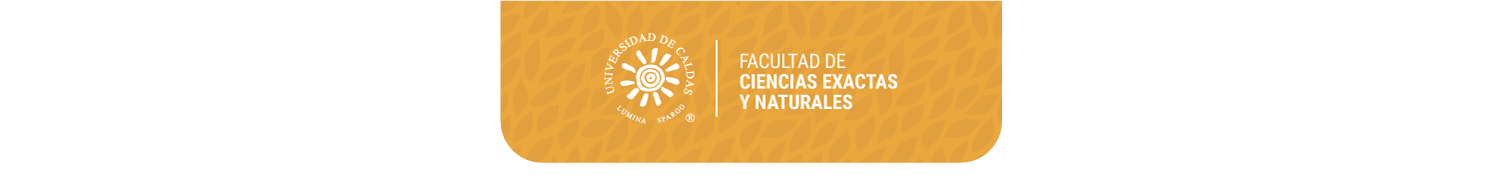 UNIVERSIDAD DE CALDAS
LUMINA SPARGO
®
FACULTAD DE
CIENCIAS EXACTAS
Y NATURALES